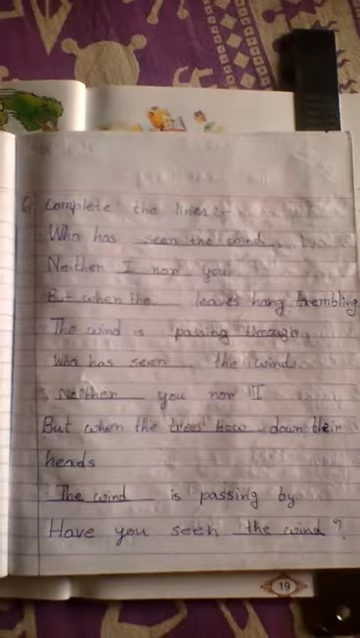 6 Complete the lines :-
Who has seen the wind.
Neither I nor you
But when the leaves hang trembling
The wind is passing through.
Who has seen the wind.
Neither you nor I
But when the trees bow down their
heads
The wind is passing by
Have you seen the wind ?
19